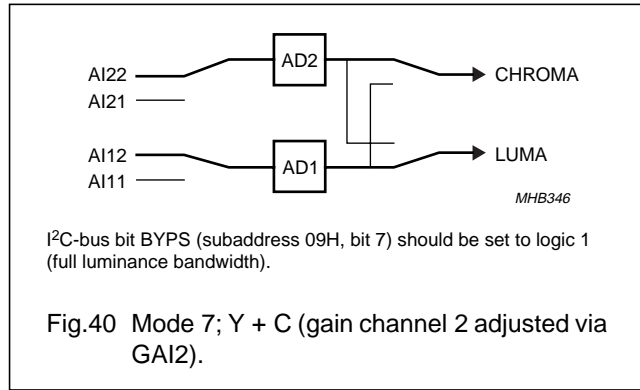 AI22
AI21
AD2
CHROMA
AI12
AI11
AD1
LUMA
MHB346
I²C-bus bit BYPS (subaddress 09H, bit 7) should be set to logic 1
(full luminance bandwidth).
Fig.40 Mode 7; Y + C (gain channel 2 adjusted via
GAI2).